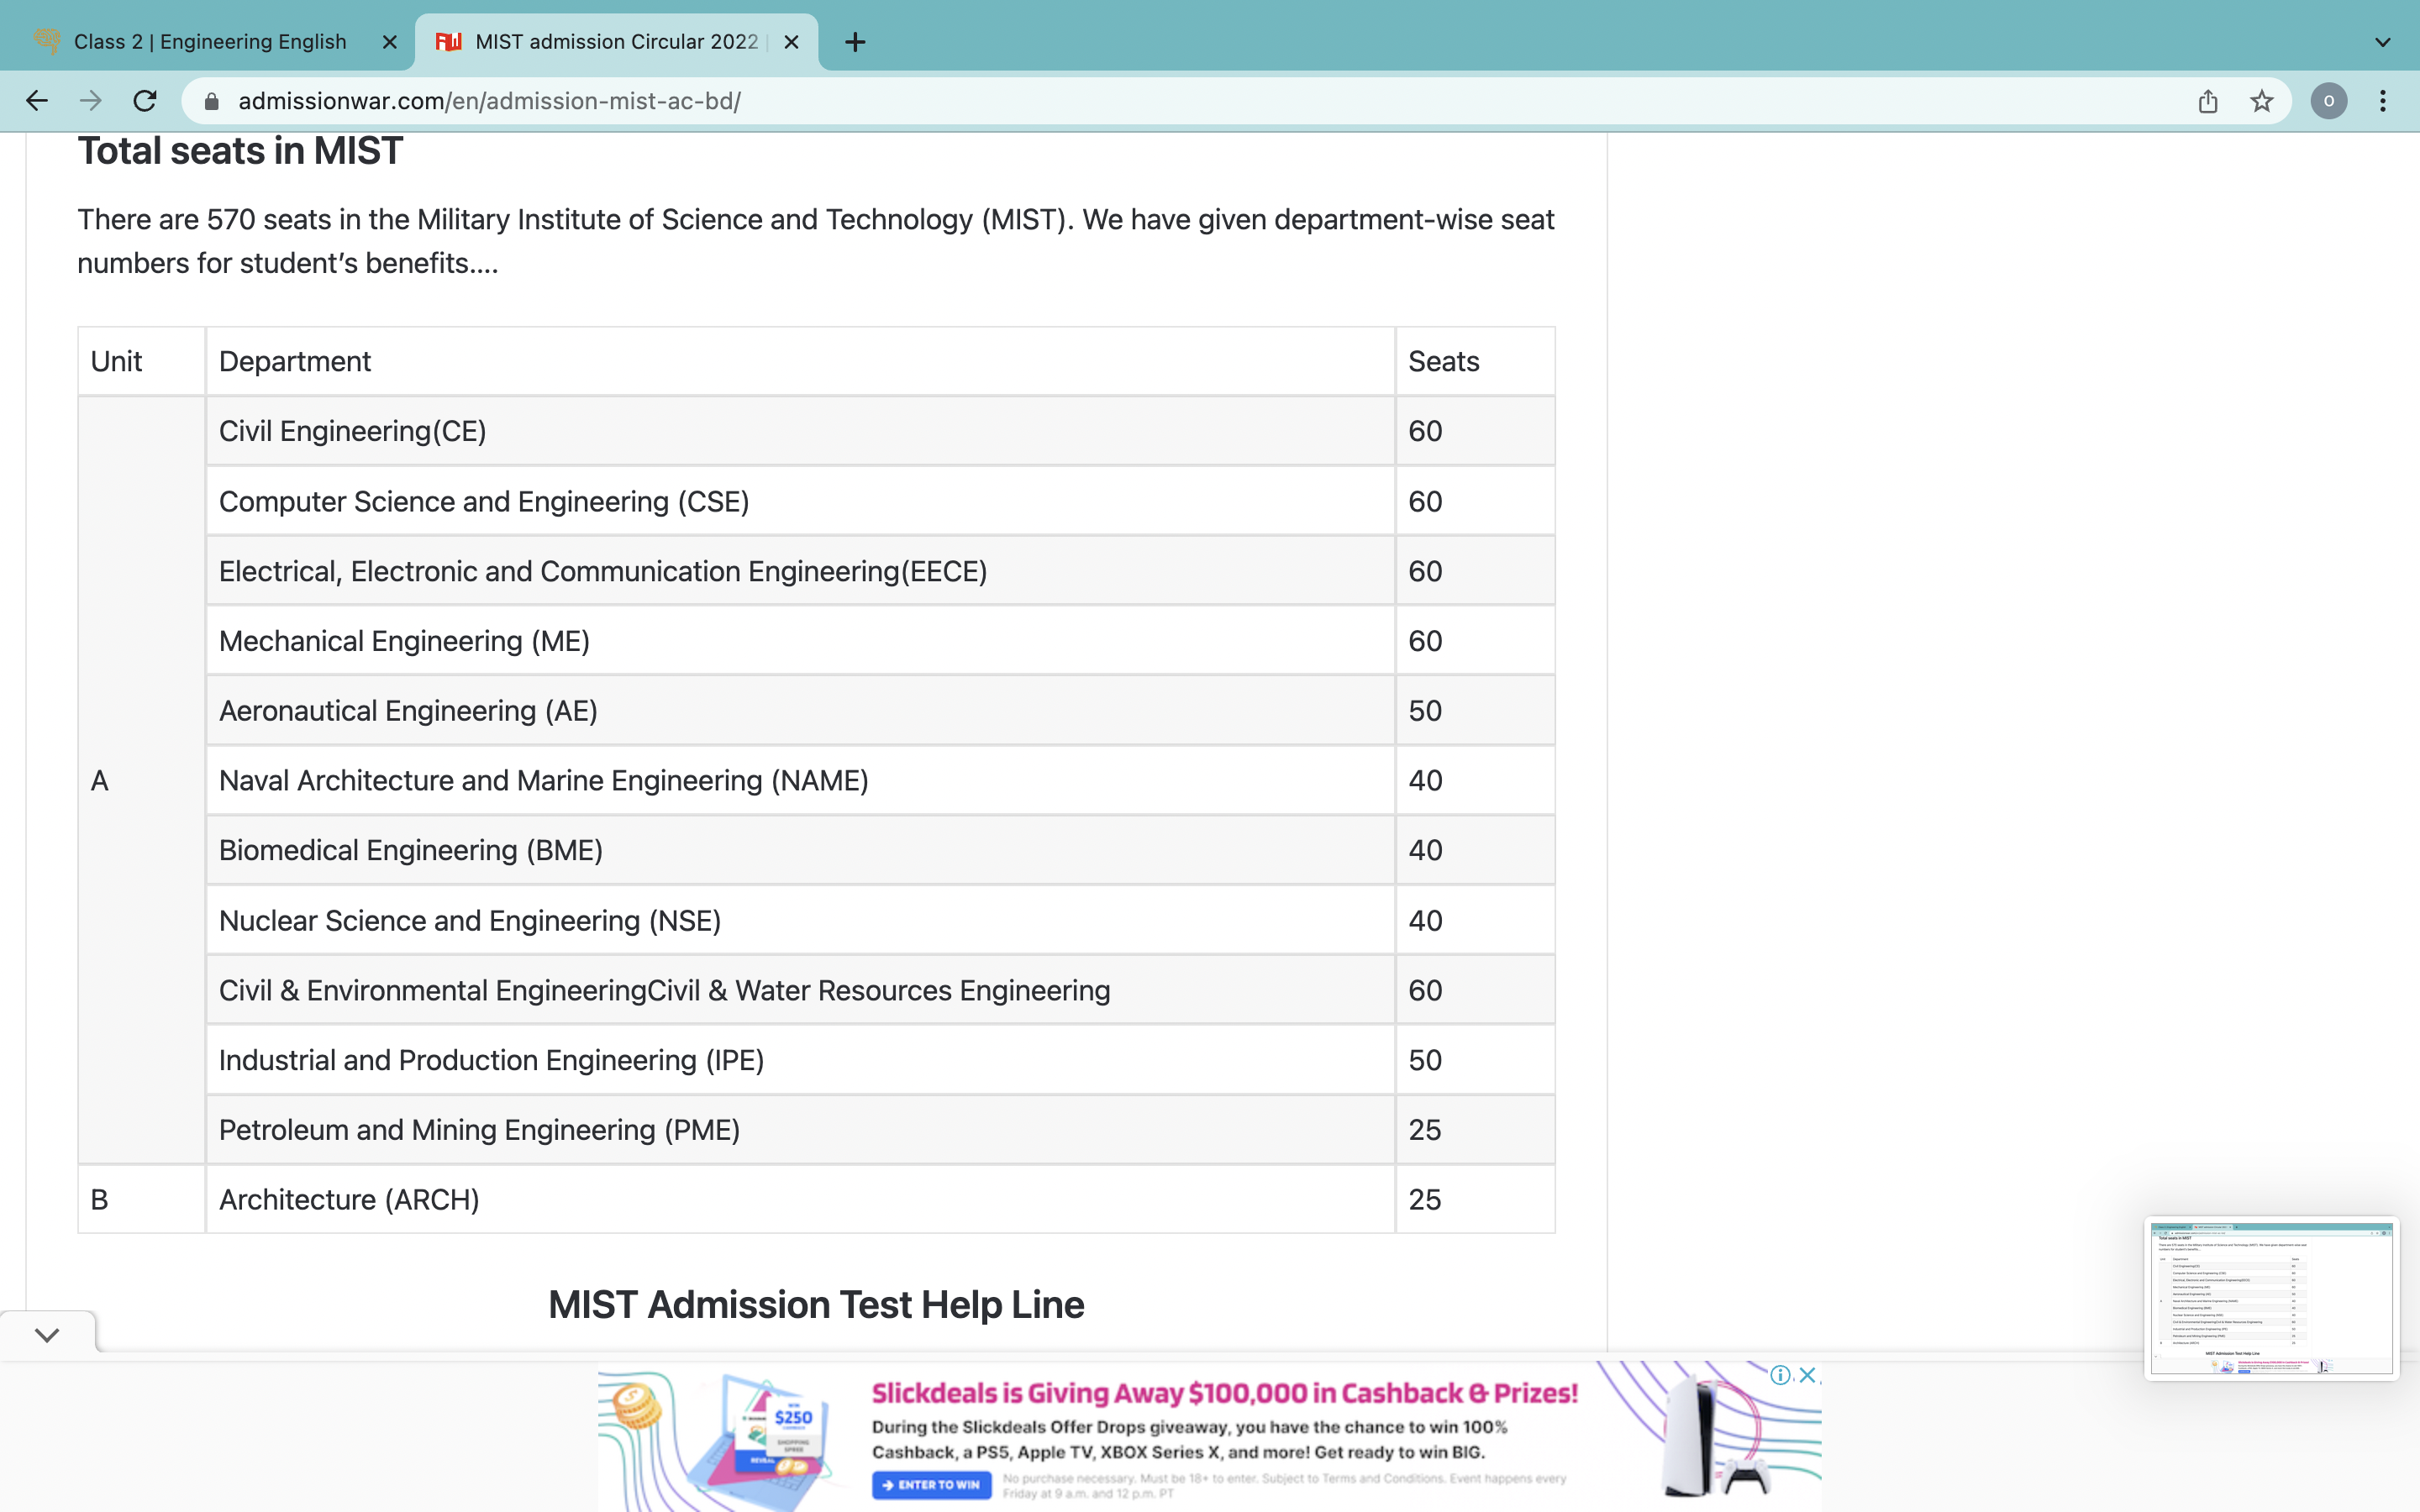 Class 2 | Engineering English
MIST admission Circular 2022
admissionwar.com/en/admission-mist-ac-bd/
O
Total seats in MIST
There are 570 seats in the Military Institute of Science and Technology (MIST). We have given department-wise seat
numbers for student’s benefits....
Unit Department Seats
Civil Engineering(CE) 60
Computer Science and Engineering (CSE) 60
Electrical, Electronic and Communication Engineering(EECE) 60
Mechanical Engineering (ME) 60
Aeronautical Engineering (AE) 50
A Naval Architecture and Marine Engineering (NAME) 40
Biomedical Engineering (BME) 40
Nuclear Science and Engineering (NSE) 40
Civil & Environmental EngineeringCivil & Water Resources Engineering 60
Industrial and Production Engineering (IPE) 50
Petroleum and Mining Engineering (PME) 25
B Architecture (ARCH) 25
MIST Admission Test Help Line
Slickdeals is Giving Away $100,000 in Cashback & Prizes!
During the Slickdeals Offer Drops giveaway, you have the chance to win 100%
Cashback, a PS5, Apple TV, XBOX Series X, and more! Get ready to win BIG.
ENTER TO WIN
No purchase necessary. Must be 18+ to enter. Subject to Terms and Conditions. Event happens every
Friday at 9 a.m. and 12 p.m. PT
WIN
$250
SHOPPING
SPREE
REVEAL